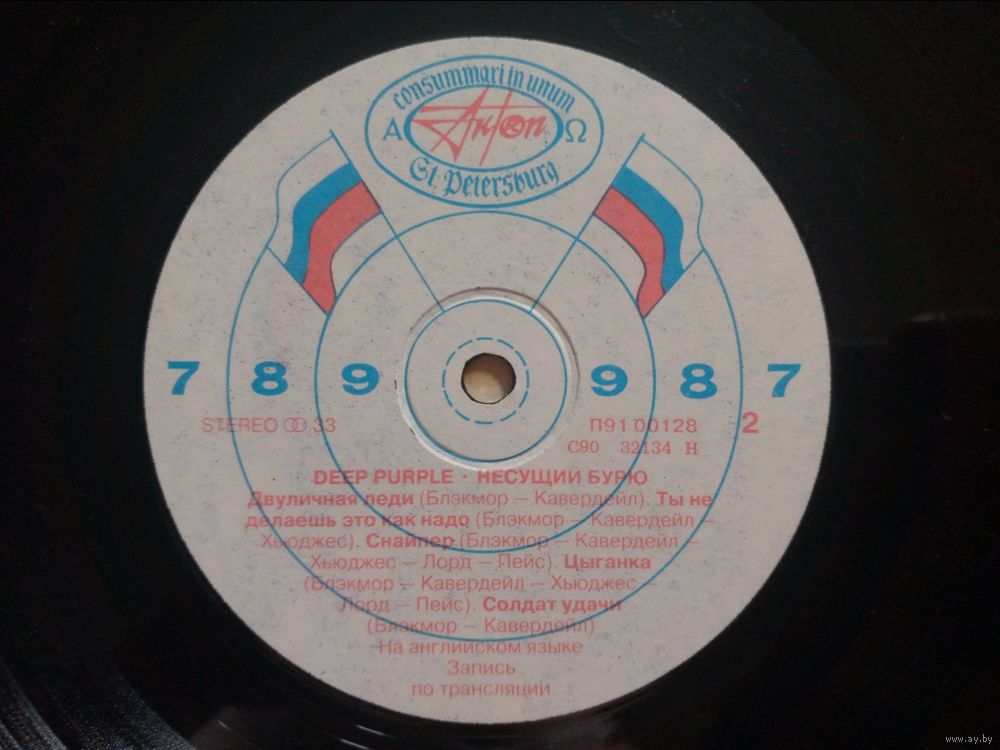 consummari in unum
Α АнТроп Ω
St. Petersburg
7 8 9 9 8 7
STEREO 33 П91 00128 2
С90 32134 Н
DEEP PURPLE · НЕСУЩИЙ БУРЮ
Двуличная леди (Блэкмор – Кавердейл). Ты не
делаешь это как надо (Блэкмор – Кавердейл –
Хьюджес). Снайпер (Блэкмор – Кавердейл –
Хьюджес – Лорд – Пейс). Цыганка
(Блэкмор – Кавердейл – Хьюджес –
Лорд – Пейс). Солдат удачи
(Блэкмор – Кавердейл)
На английском языке
Запись
по трансляции
www.ay.by